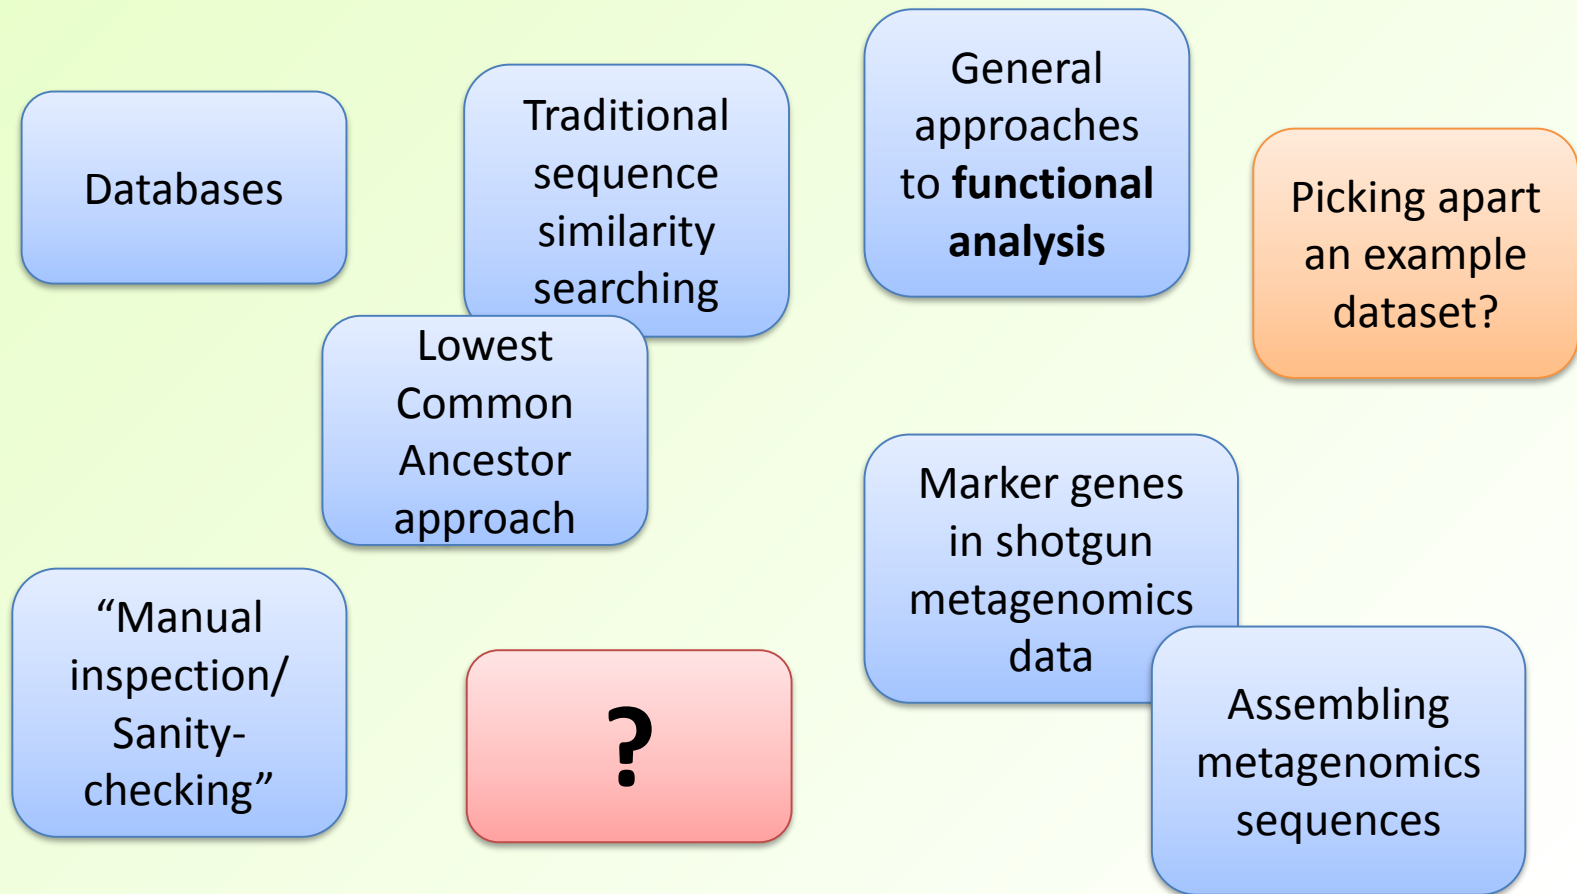 Databases
Traditional
sequence
similarity
searching
General
approaches
to functional
analysis
Picking apart
an example
dataset?
Lowest
Common
Ancestor
approach
Marker genes
in shotgun
metagenomics
data
“Manual
inspection/
Sanity-
checking”
?
Assembling
metagenomics
sequences